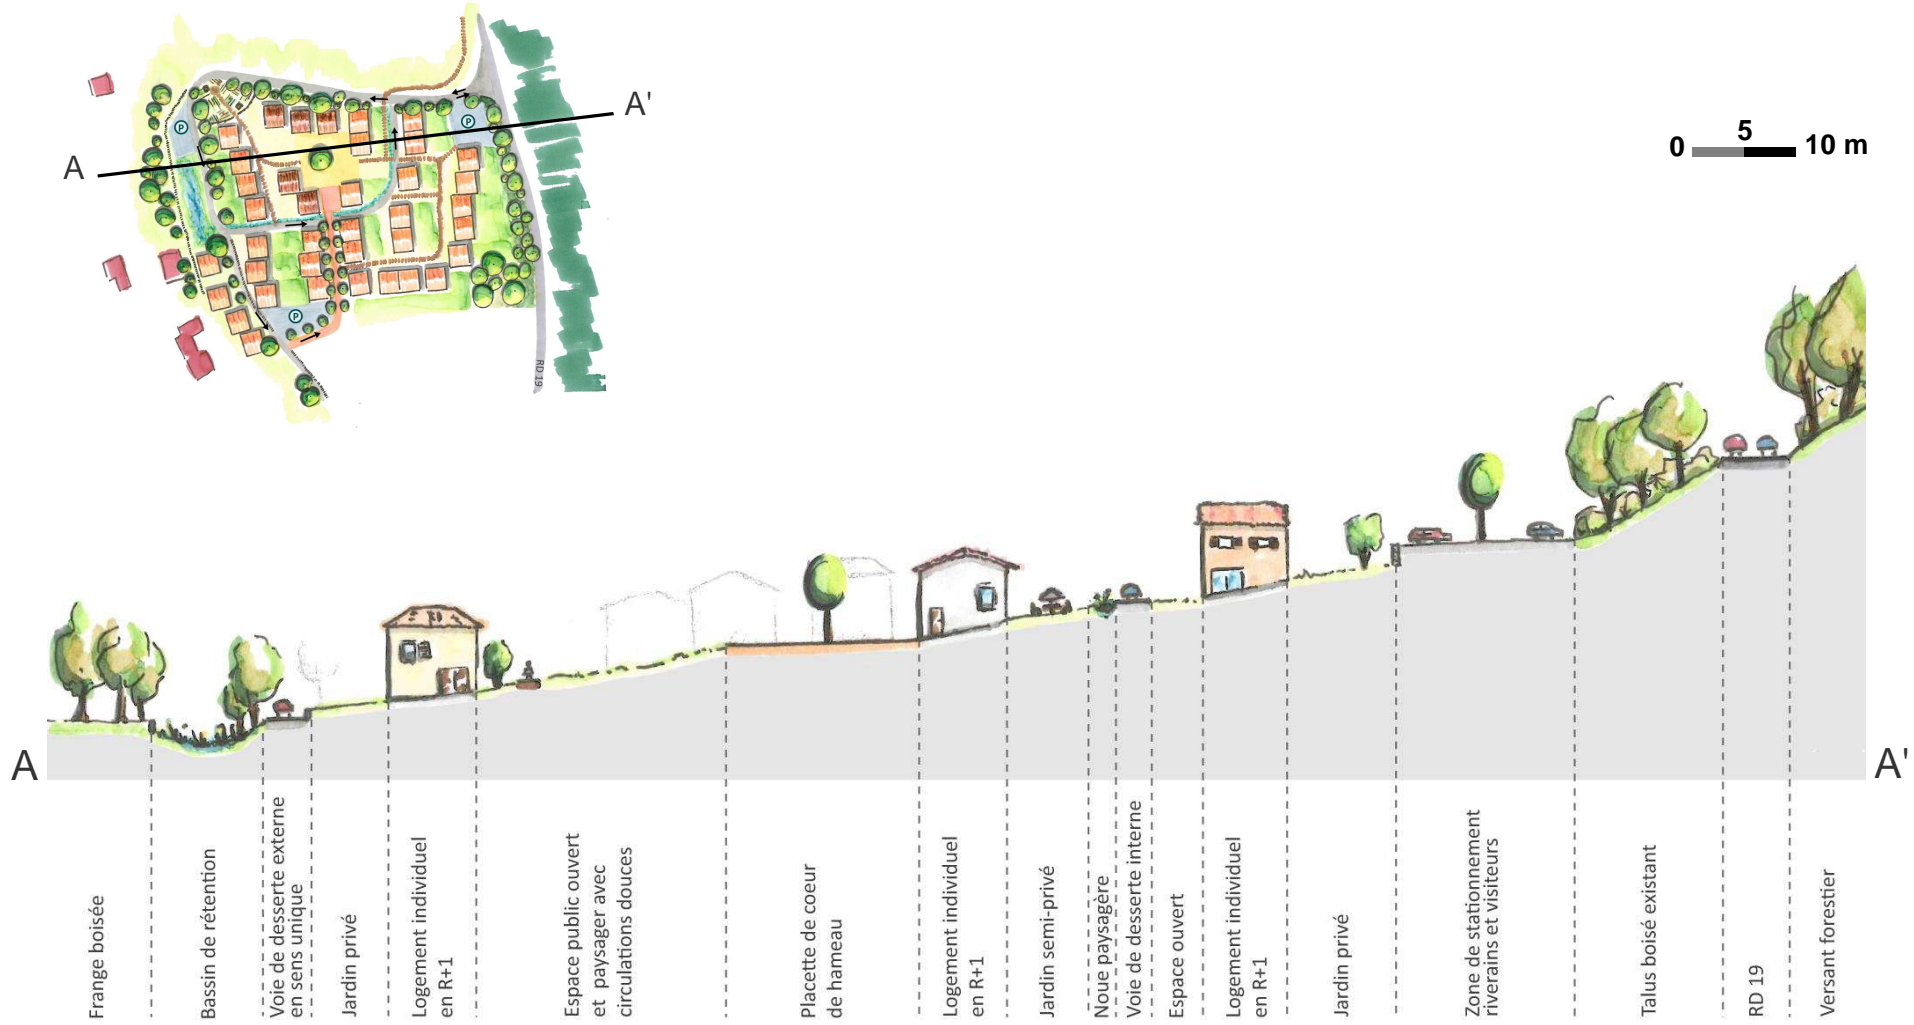 A
A'
P
P
P
RD 19
0 5 10 m
A
A'
Frange boisée
Bassin de rétention
Voie de desserte externe
en sens unique
Jardin privé
Logement individuel
en R+1
Espace public ouvert
et paysager avec
circulations douces
Placette de coeur
de hameau
Logement individuel
en R+1
Jardin semi-privé
Noue paysagère
Voie de desserte interne
Espace ouvert
Logement individuel
en R+1
Jardin privé
Zone de stationnement
riverains et visiteurs
Talus boisé existant
RD 19
Versant forestier